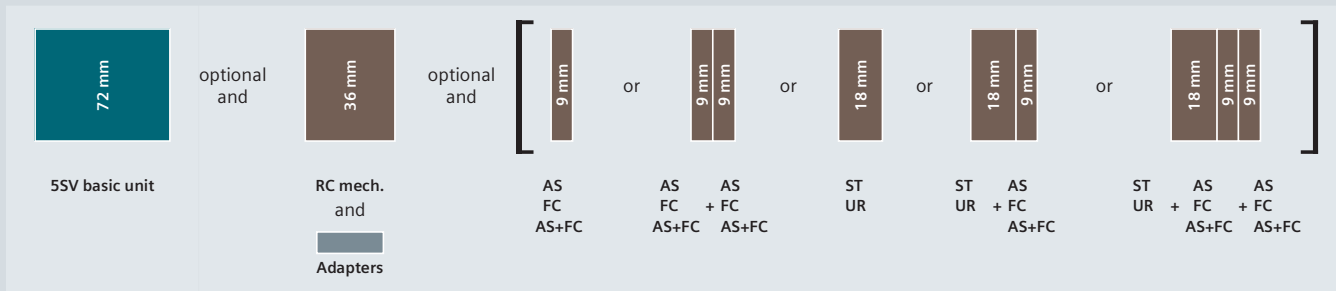 72 mm
optional
and
36 mm
optional
and
9 mm
or
9 mm
9 mm
or
18 mm
or
18 mm
9 mm
or
18 mm
9 mm
9 mm
5SV basic unit
RC mech.
and
Adapters
AS
FC
AS+FC
AS AS
FC + FC
AS+FC AS+FC
ST
UR
ST AS
UR + FC
AS+FC
ST AS AS
UR + FC + FC
AS+FC AS+FC